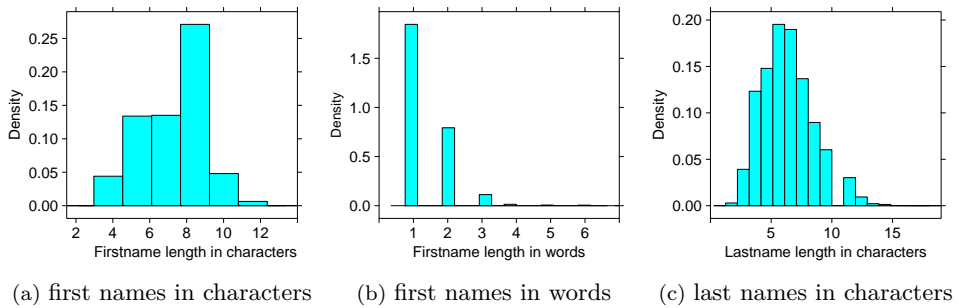 Density
0.25
0.20
0.15
0.10
0.05
0.00
2 4 6 8 10 12
Firstname length in characters
Density
1.5
1.0
0.5
0.0
1 2 3 4 5 6
Firstname length in words
Density
0.20
0.15
0.10
0.05
0.00
5 10 15
Lastname length in characters
(a) first names in characters
(b) first names in words
(c) last names in characters